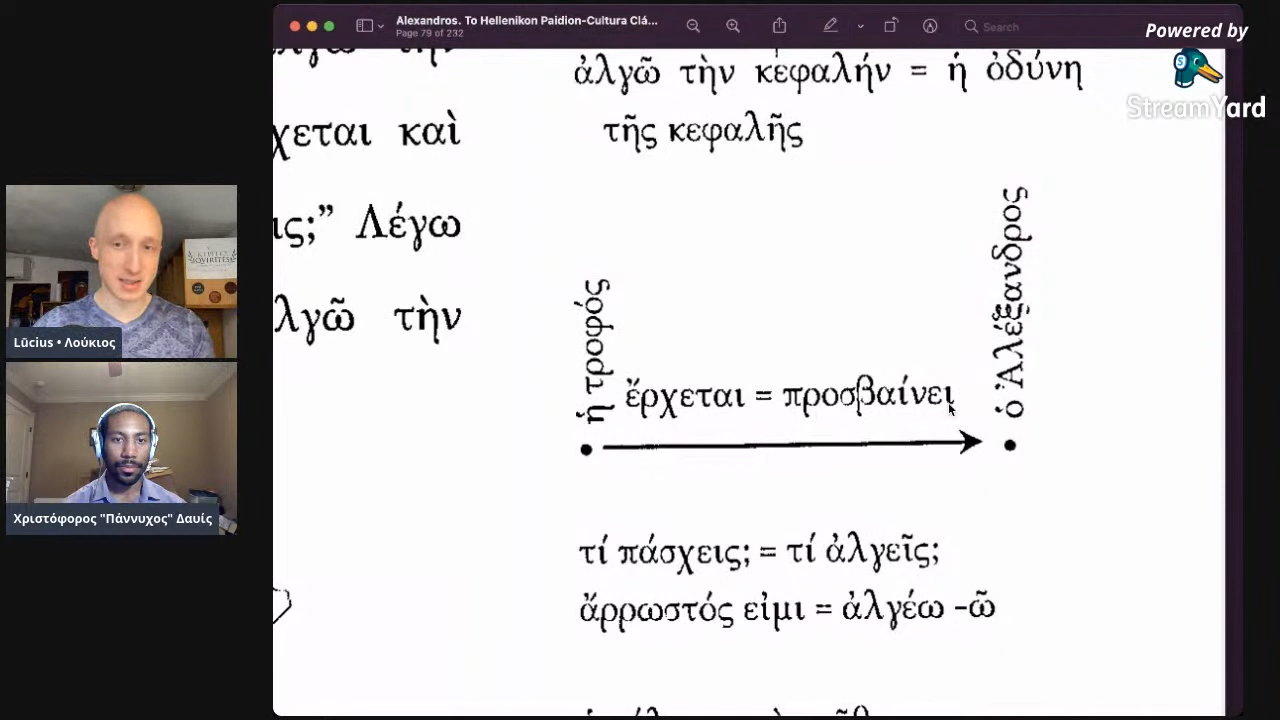 Alexandros. To Hellenikon Paidion-Cultura Clá...
Page 79 of 232
Search
Powered by
StreamYard
τὴν
χεται καὶ
ις;” Λέγω
λγῶ τὴν
ἀλγῶ τὴν κεφαλήν = ἡ ὀδύνη
τῆς κεφαλῆς
ἡ τροφός
ἔρχεται = προσβαίνει
ὁ Ἀλέξανδρος
τί πάσχεις; = τί ἀλγεῖς;
ἄρρωστός εἰμι = ἀλγέω -ῶ
Lūcius • Λούκιος
Χριστόφορος "Πάννυχος" Δαυίς